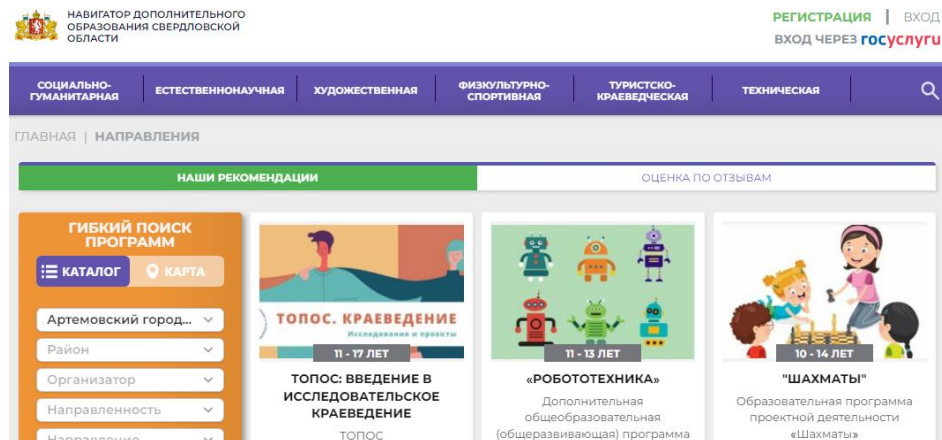 НАВИГАТОР ДОПОЛНИТЕЛЬНОГО
ОБРАЗОВАНИЯ СВЕРДЛОВСКОЙ
ОБЛАСТИ
РЕГИСТРАЦИЯ | ВХОД
ВХОД ЧЕРЕЗ госуслуги
СОЦИАЛЬНО-
ГУМАНИТАРНАЯ
ЕСТЕСТВЕННОНАУЧНАЯ
ХУДОЖЕСТВЕННАЯ
ФИЗКУЛЬТУРНО-
СПОРТИВНАЯ
ТУРИСТСКО-
КРАЕВЕДЧЕСКАЯ
ТЕХНИЧЕСКАЯ
ГЛАВНАЯ | НАПРАВЛЕНИЯ
НАШИ РЕКОМЕНДАЦИИ
ОЦЕНКА ПО ОТЗЫВАМ
ГИБКИЙ ПОИСК
ПРОГРАММ
КАТАЛОГ
КАРТА
Артемовский город...
Район
Организатор
Направленность
Направление
ТОПОС. КРАЕВЕДЕНИЕ
Исследования и проекты
11 - 17 ЛЕТ
ТОПОС: ВВЕДЕНИЕ В
ИССЛЕДОВАТЕЛЬСКОЕ
КРАЕВЕДЕНИЕ
ТОПОС
11 - 13 ЛЕТ
«РОБОТОТЕХНИКА»
Дополнительная
общеобразовательная
(общеразвивающая) программа
10 - 14 ЛЕТ
"ШАХМАТЫ"
Образовательная программа
проектной деятельности
«Шахматы»